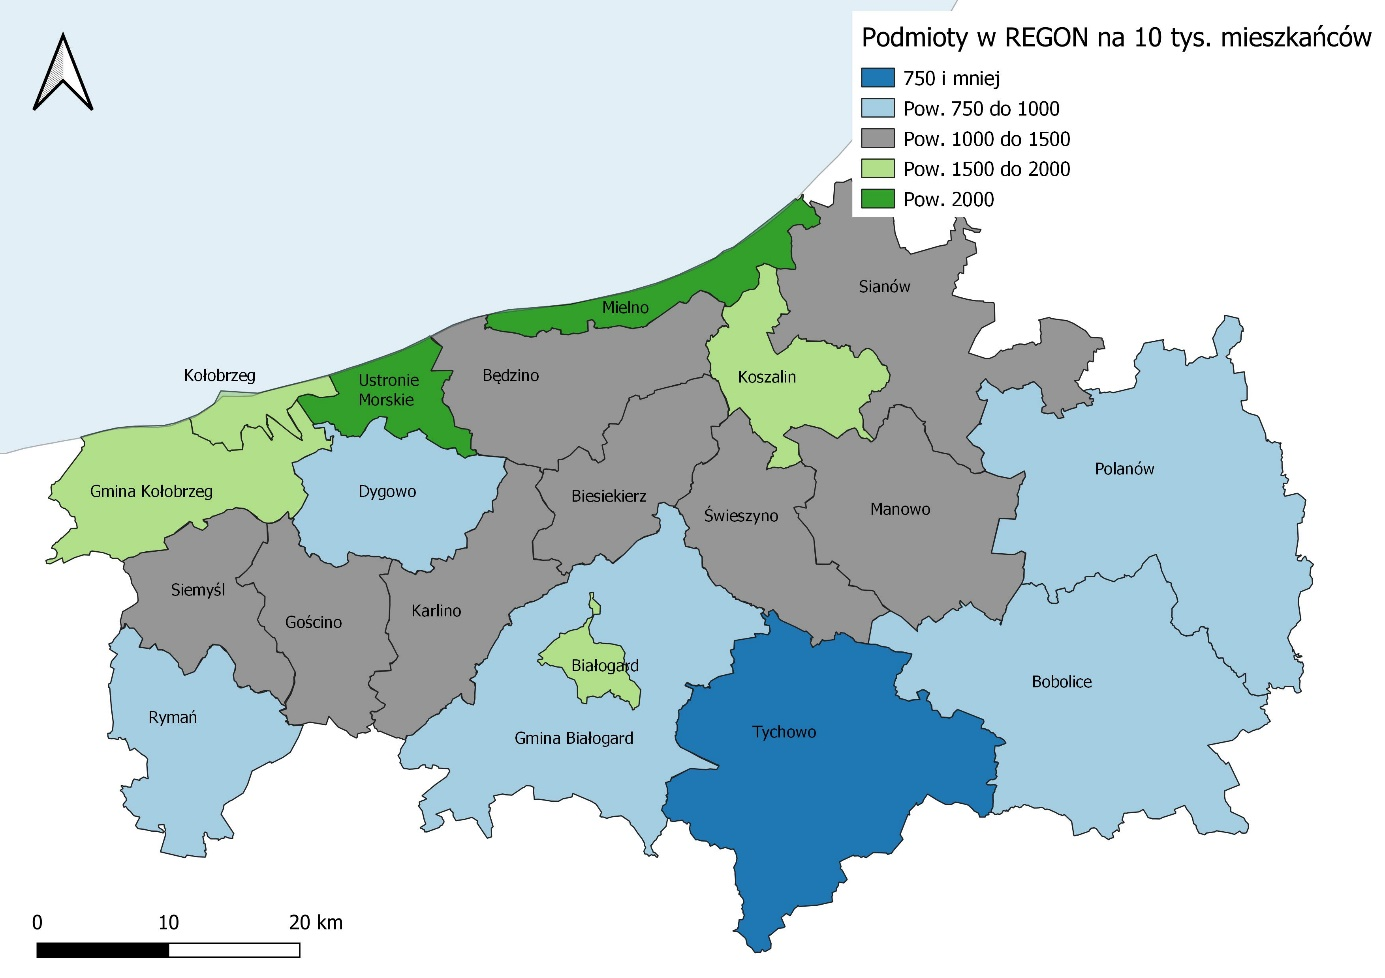 Podmioty w REGON na 10 tys. mieszkańców
750 i mniej
Pow. 750 do 1000
Pow. 1000 do 1500
Pow. 1500 do 2000
Pow. 2000
Sianów
Mielno
Kołobrzeg
Ustronie
Morskie
Będzino
Koszalin
Polanów
Gmina Kołobrzeg
Dygowo
Biesiekierz
Świeszyno
Manowo
Siemyśl
Gościno
Karlino
Białogard
Bobolice
Rymań
Gmina Białogard
Tychowo
0 10 20 km